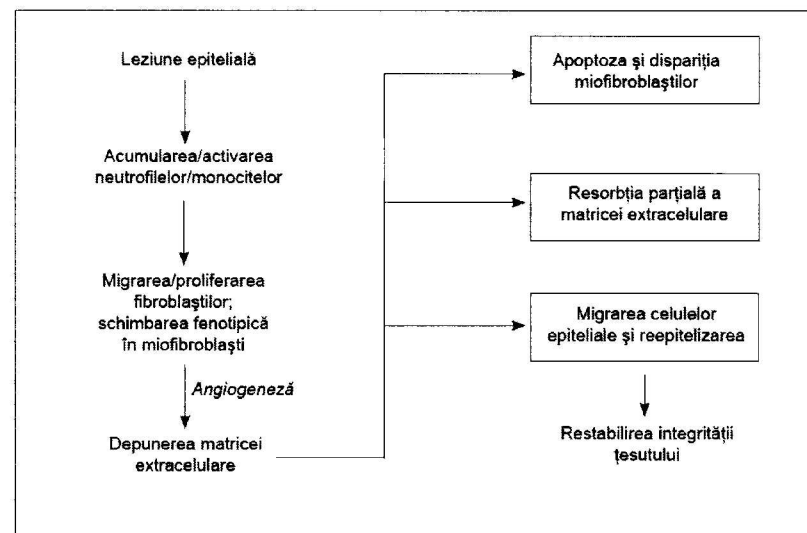 Leziune epitelială
Acumularea/activarea
neutrofilelor/monocitelor
Migrarea/proliferarea
fibroblaştilor;
schimbarea fenotipică
în miofibroblaşti
Angiogeneză
Depunerea matricei
extracelulare
Apoptoza şi dispariţia
miofibroblaştilor
Resorbţia parţială a
matricei extracelulare
Migrarea celulelor
epiteliale şi reepitelizarea
Restabilirea integrităţii
ţesutului